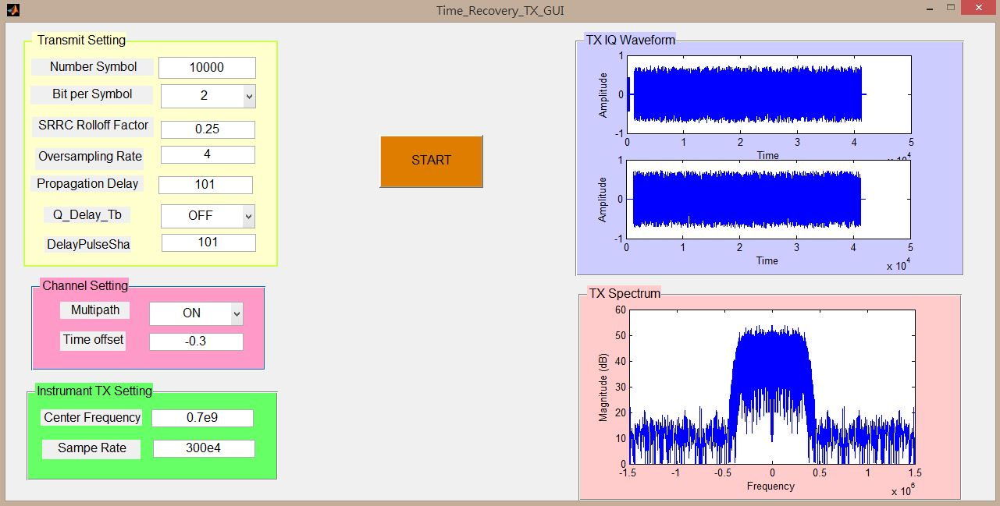 Time_Recovery_TX_GUI
Transmit Setting
Number Symbol 10000
Bit per Symbol 2
SRRC Rolloff Factor 0.25
Oversampling Rate 4
Propagation Delay 101
Q_Delay_Tb OFF
DelayPulseSha 101
Channel Setting
Multipath ON
Time offset -0.3
Instrumant TX Setting
Center Frequency 0.7e9
Sampe Rate 300e4
START
TX IQ Waveform
1
0
-1
Amplitude
0 1 2 3 4 5
Time
x 10^4
1
0
-1
Amplitude
0 1 2 3 4 5
Time
x 10^4
TX Spectrum
60
50
40
30
20
10
0
Magnitude (dB)
-1.5 -1 -0.5 0 0.5 1 1.5
Frequency
x 10^6